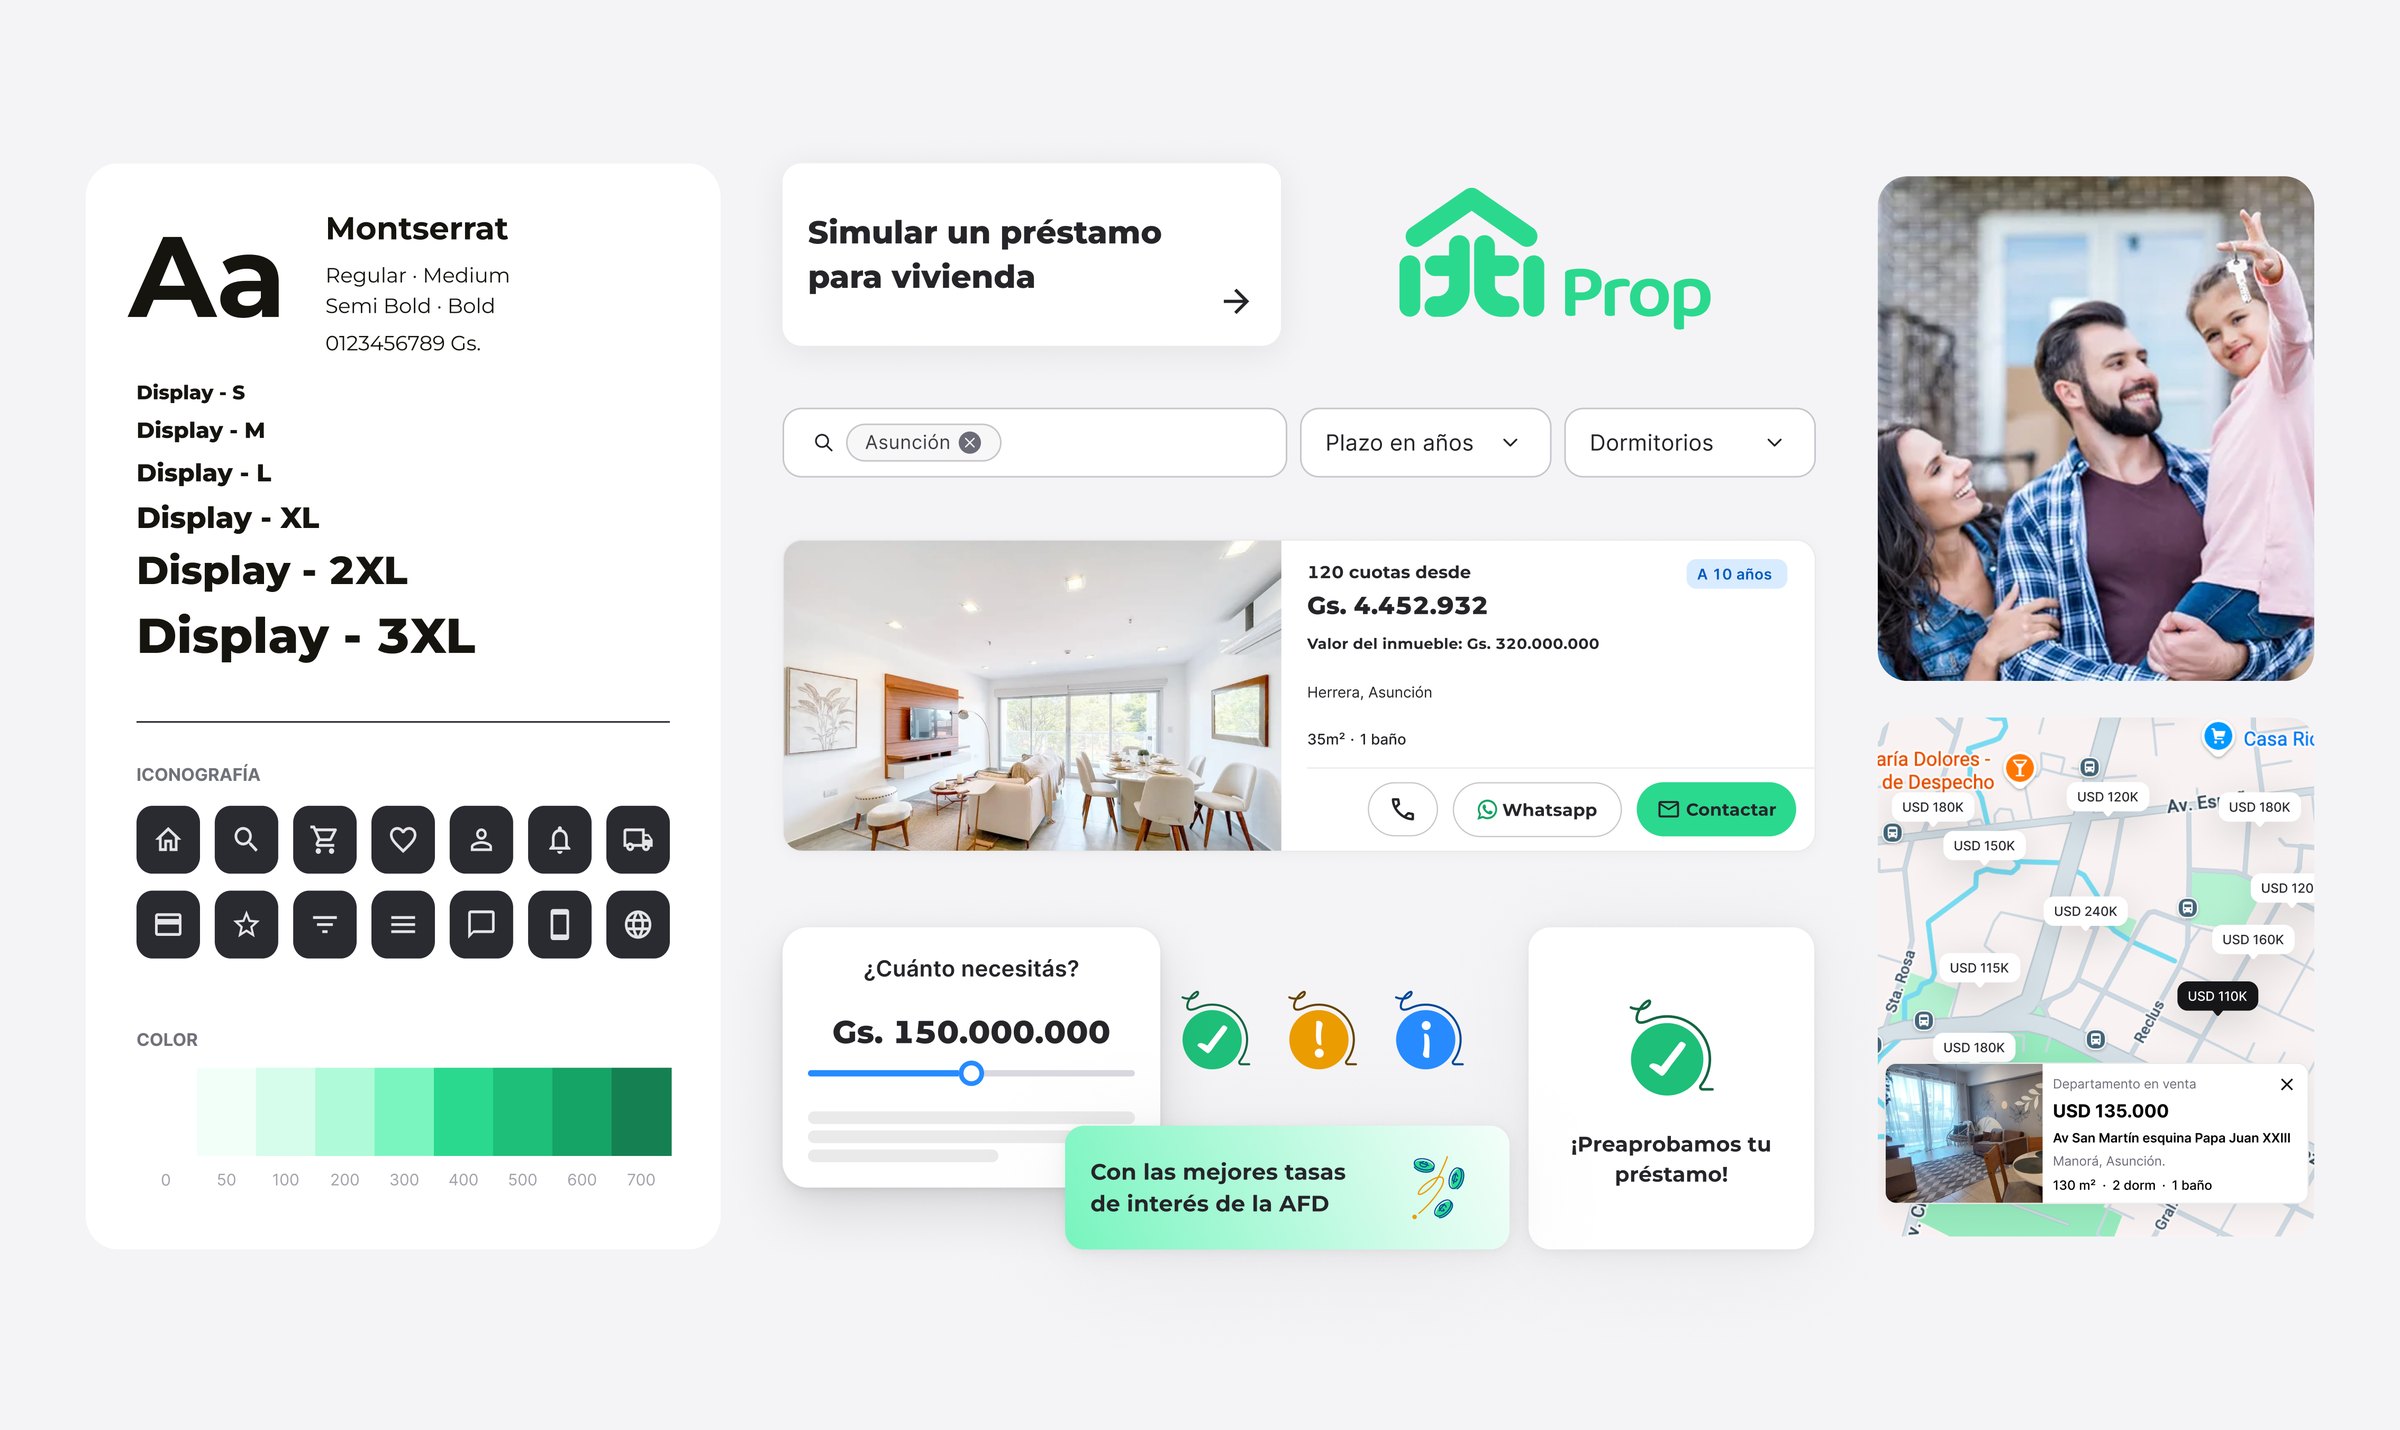 Aa
Montserrat
Regular · Medium
Semi Bold · Bold
0123456789 Gs.
Display - S
Display - M
Display - L
Display - XL
Display - 2XL
Display - 3XL
ICONOGRAFÍA
COLOR
0 50 100 200 300 400 500 600 700
Simular un préstamo
para vivienda
iti Prop
Asunción
Plazo en años
Dormitorios
120 cuotas desde
A 10 años
Gs. 4.452.932
Valor del inmueble: Gs. 320.000.000
Herrera, Asunción
35m² · 1 baño
Whatsapp
Contactar
¿Cuánto necesitás?
Gs. 150.000.000
Con las mejores tasas
de interés de la AFD
¡Preaprobamos tu
préstamo!
Casa Ric
aría Dolores -
de Despecho
USD 180K
USD 120K
Av. Esp
USD 180K
USD 150K
USD 120
USD 240K
USD 160K
Sta. Rosa
USD 115K
USD 110K
Reclus
USD 180K
Departamento en venta
USD 135.000
Av San Martín esquina Papa Juan XXIII
Manorá, Asunción.
130 m² · 2 dorm · 1 baño
Gral.